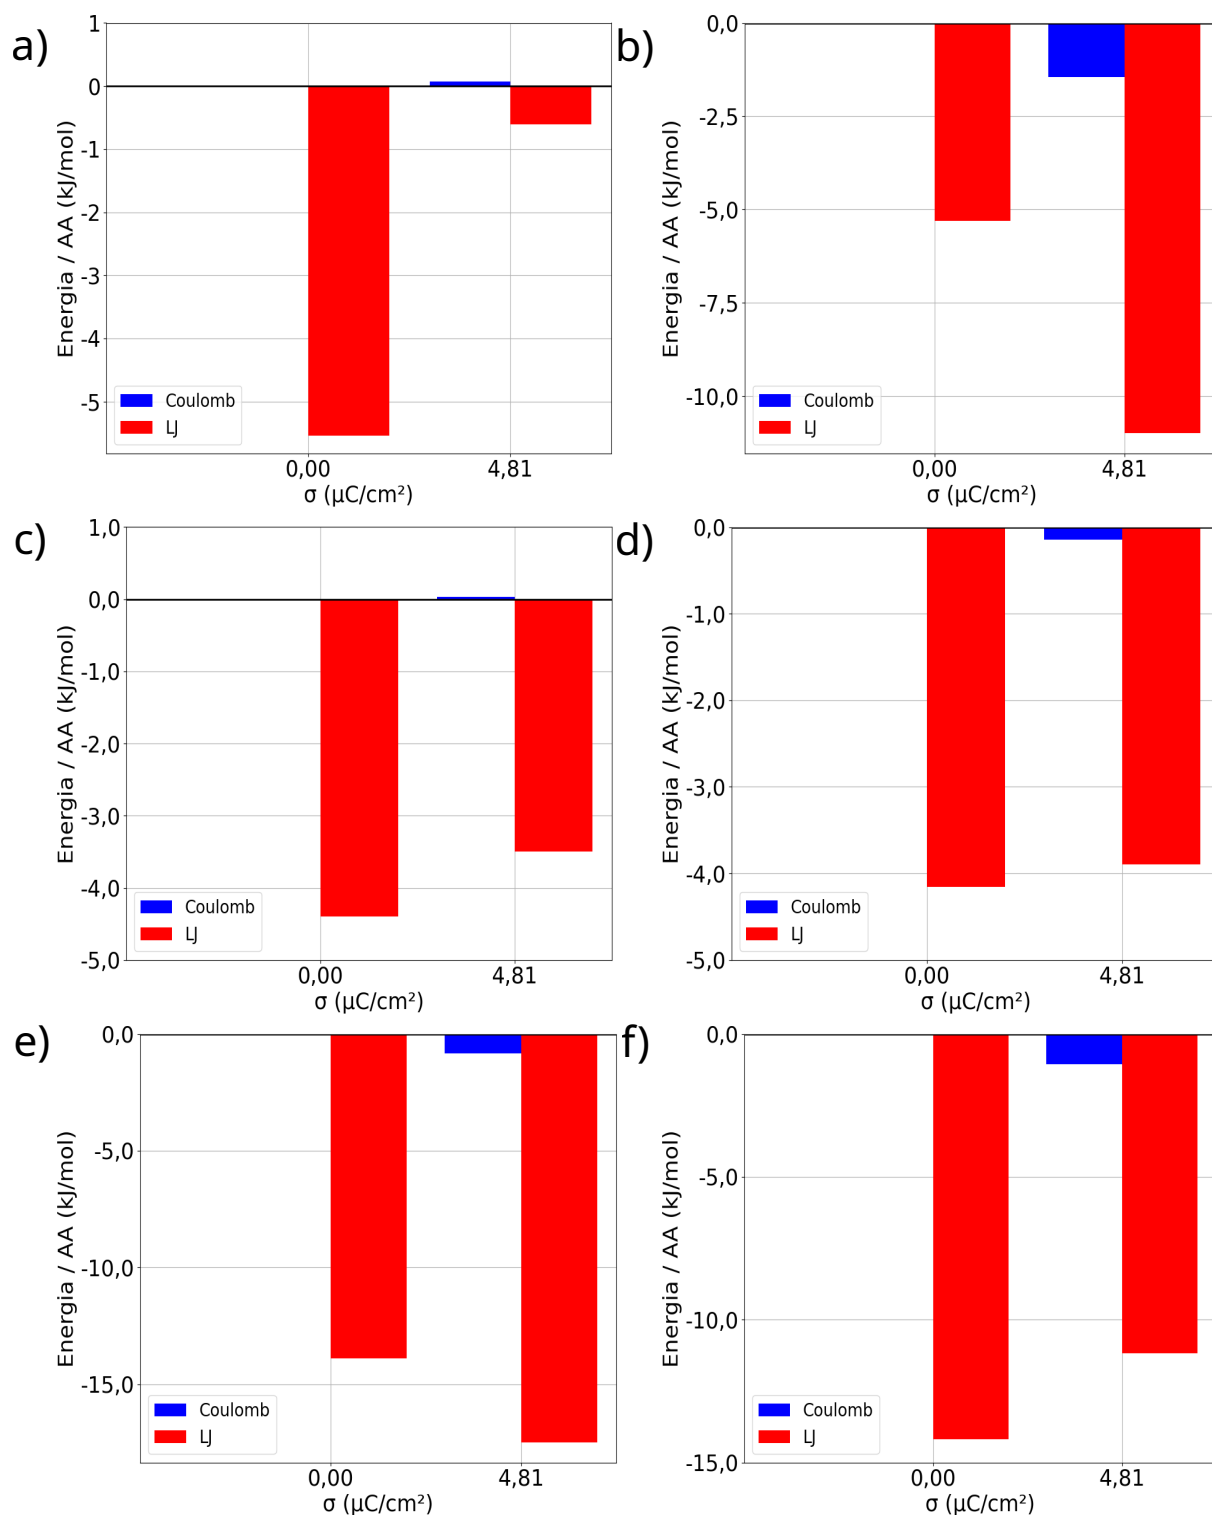 a)
1
0
-1
-2
-3
-4
-5
Energia / AA (kJ/mol)
Coulomb
LJ
0,00
4,81
σ (μC/cm²)
b)
0,0
-2,5
-5,0
-7,5
-10,0
Energia / AA (kJ/mol)
Coulomb
LJ
0,00
4,81
σ (μC/cm²)
c)
1,0
0,0
-1,0
-2,0
-3,0
-4,0
-5,0
Energia / AA (kJ/mol)
Coulomb
LJ
0,00
4,81
σ (μC/cm²)
d)
0,0
-1,0
-2,0
-3,0
-4,0
-5,0
Energia / AA (kJ/mol)
Coulomb
LJ
0,00
4,81
σ (μC/cm²)
e)
0,0
-5,0
-10,0
-15,0
Energia / AA (kJ/mol)
Coulomb
LJ
0,00
4,81
σ (μC/cm²)
f)
0,0
-5,0
-10,0
-15,0
Energia / AA (kJ/mol)
Coulomb
LJ
0,00
4,81
σ (μC/cm²)